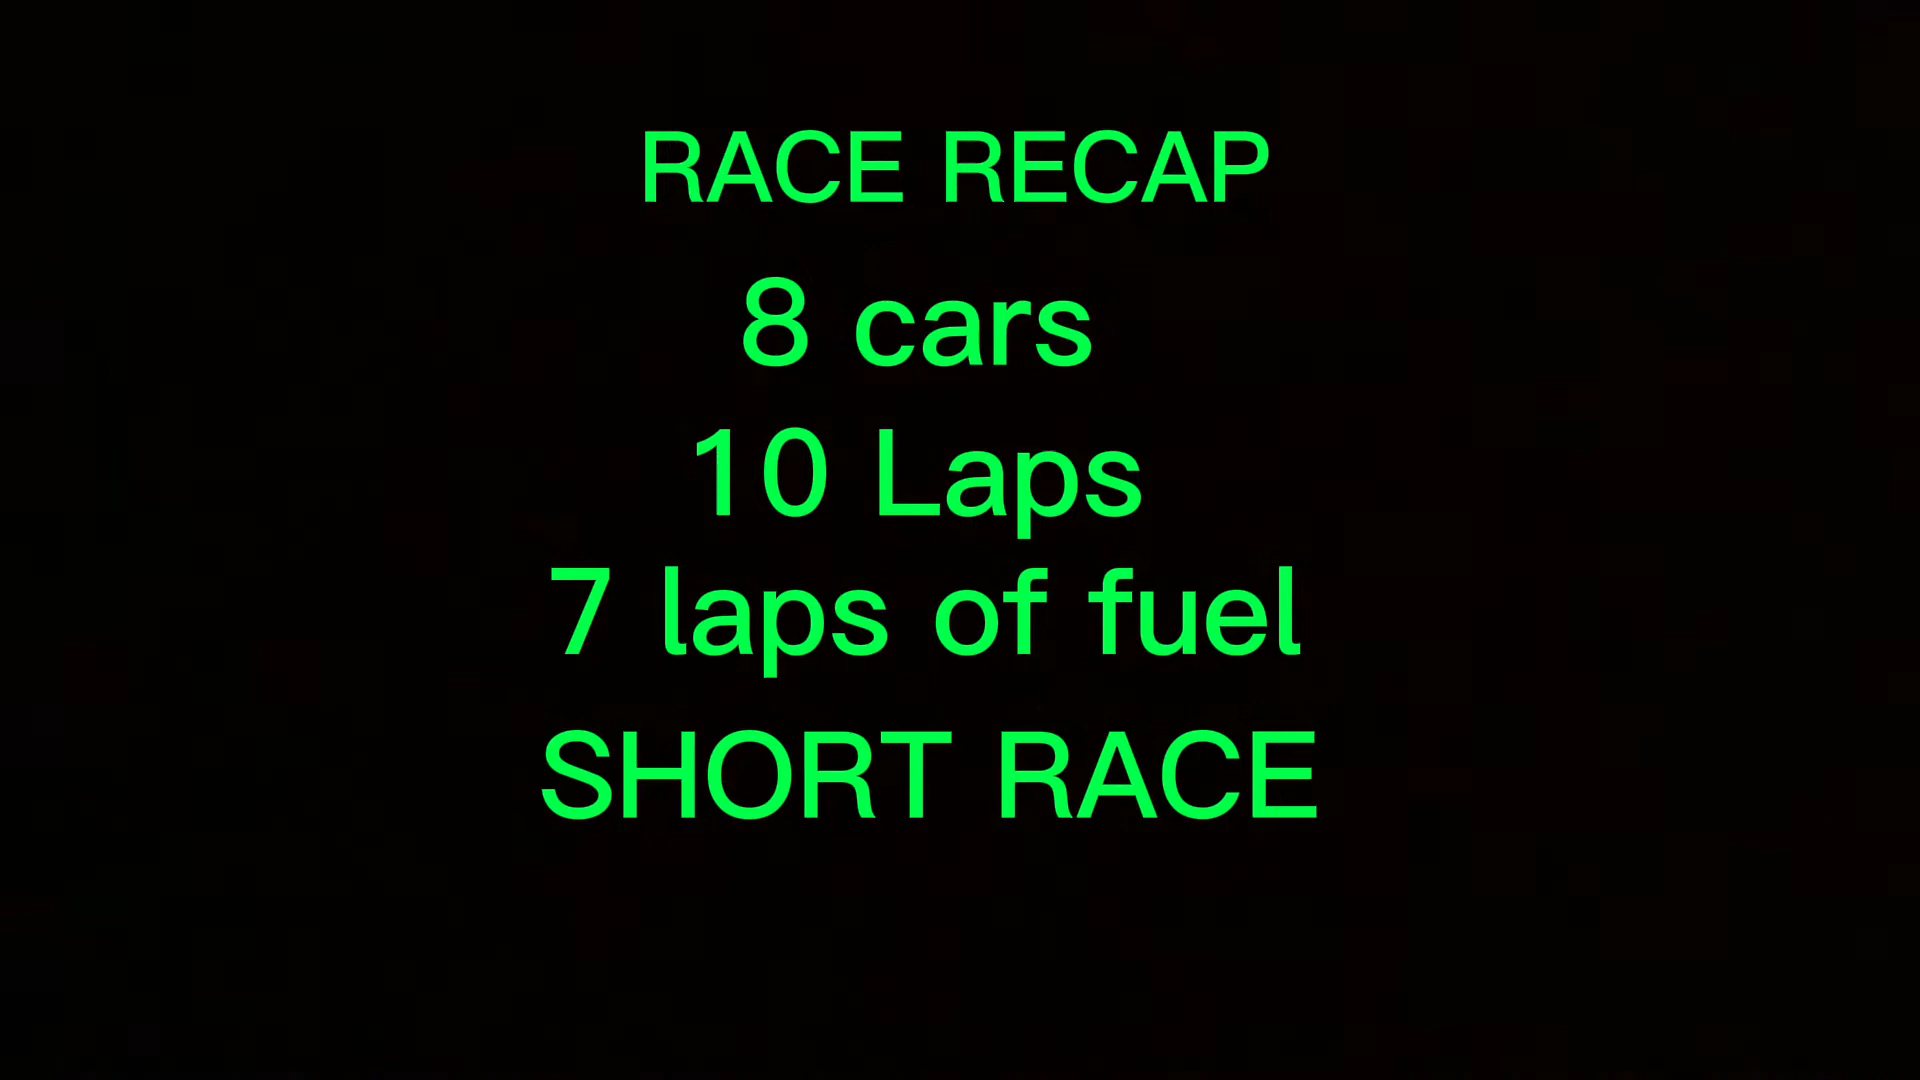 RACE RECAP
8 cars
10 Laps
7 laps of fuel
SHORT RACE